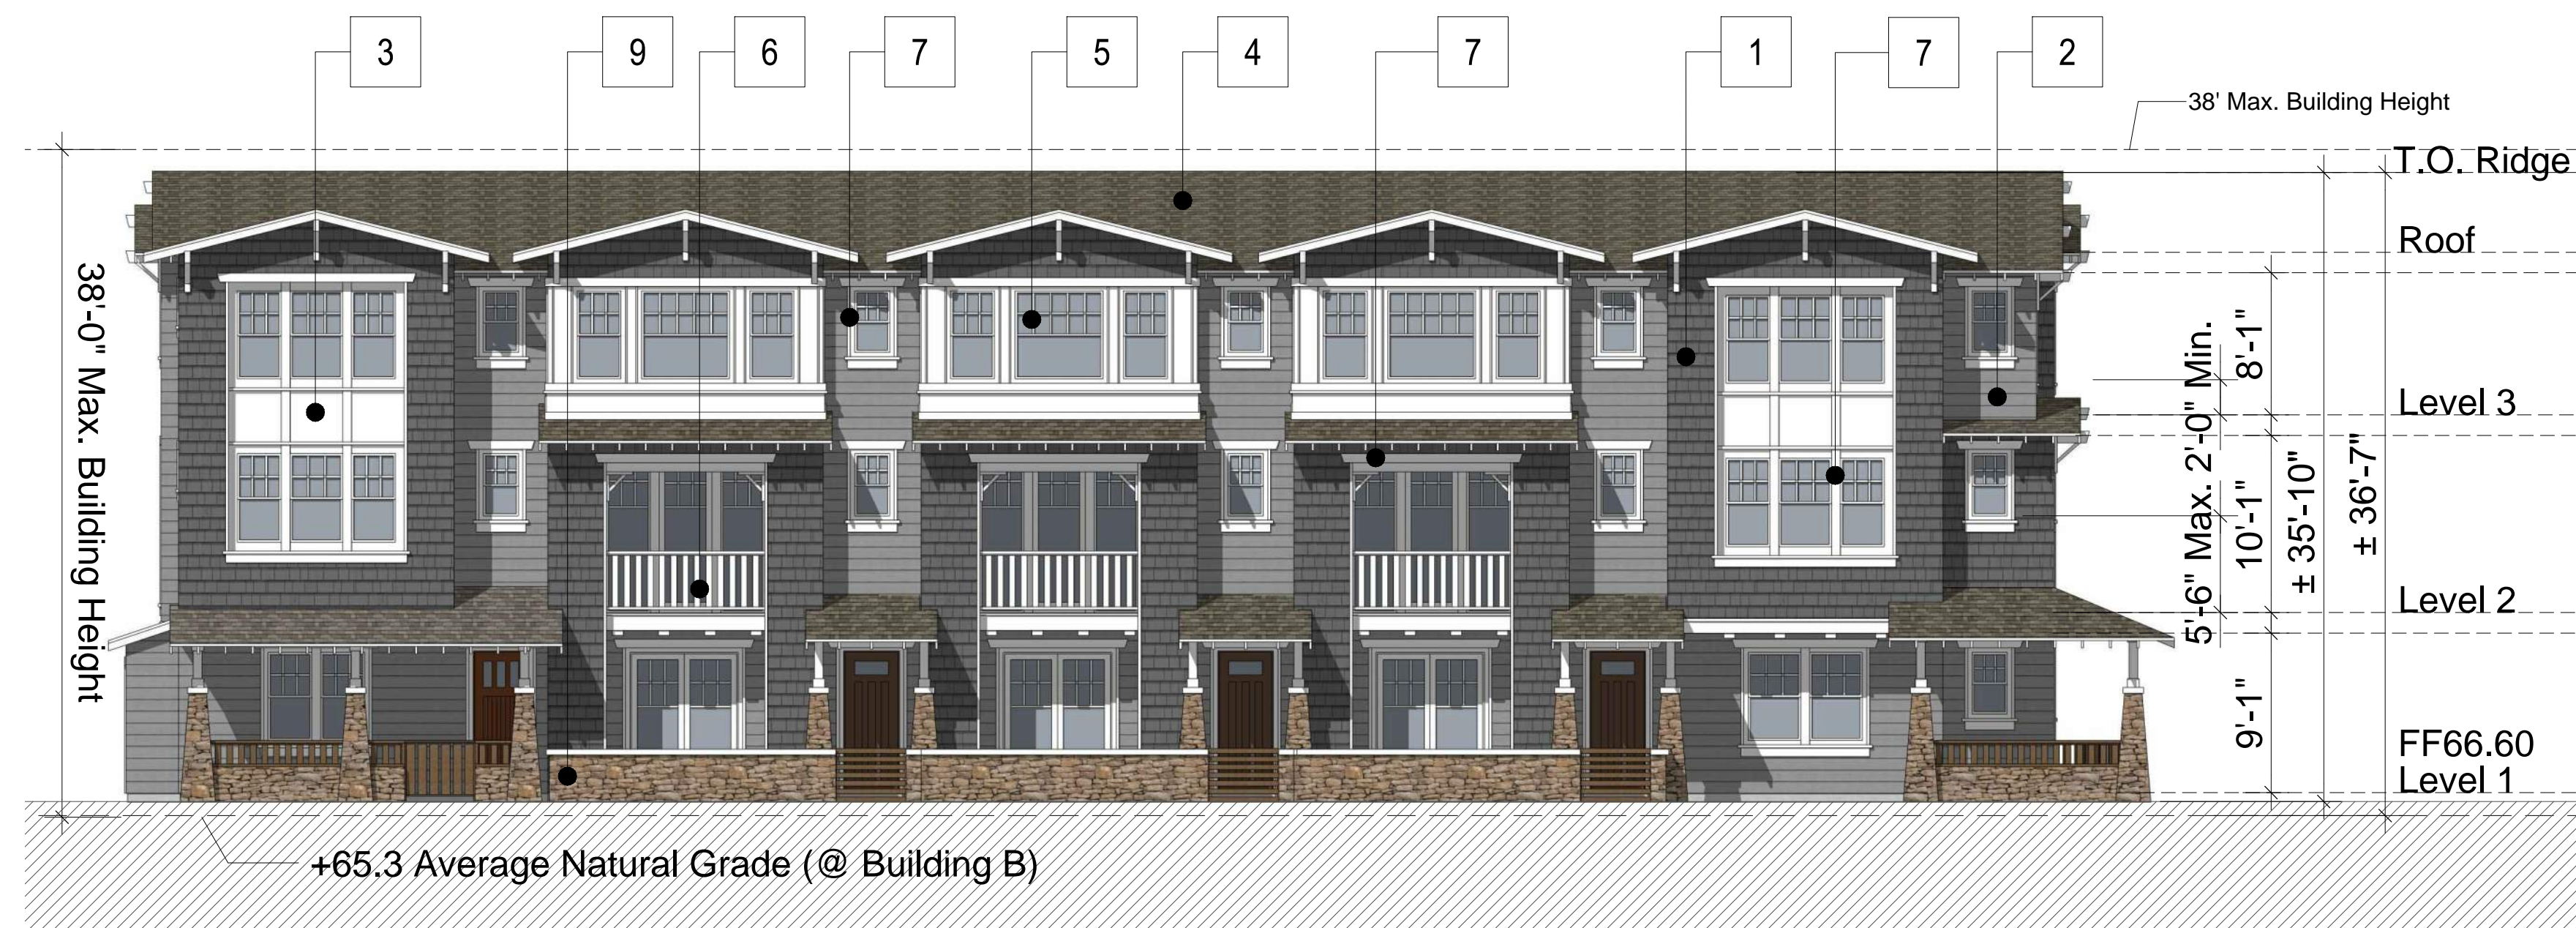 3
9
6
7
5
4
7
1
7
2
38' Max. Building Height
T.O. Ridge
Roof
Level 3
Level 2
FF66.60
Level 1
38'-0" Max. Building Height
5'-6" Max. 2'-0" Min.
8'-1"
10'-1"
9'-1"
± 35'-10"
± 36'-7"
+65.3 Average Natural Grade (@ Building B)